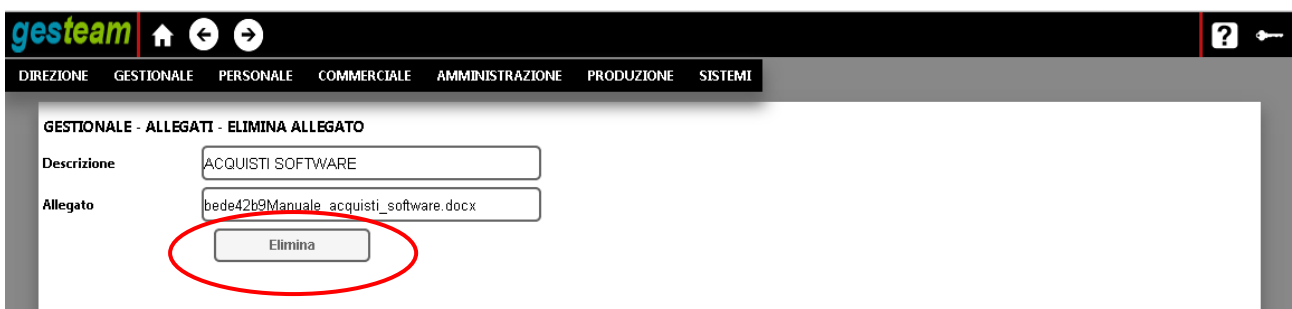 gesteam ?
DIREZIONE GESTIONALE PERSONALE COMMERCIALE AMMINISTRAZIONE PRODUZIONE SISTEMI
GESTIONALE - ALLEGATI - ELIMINA ALLEGATO
Descrizione ACQUISTI SOFTWARE
Allegato bede42b9Manuale_acquisti_software.docx
Elimina